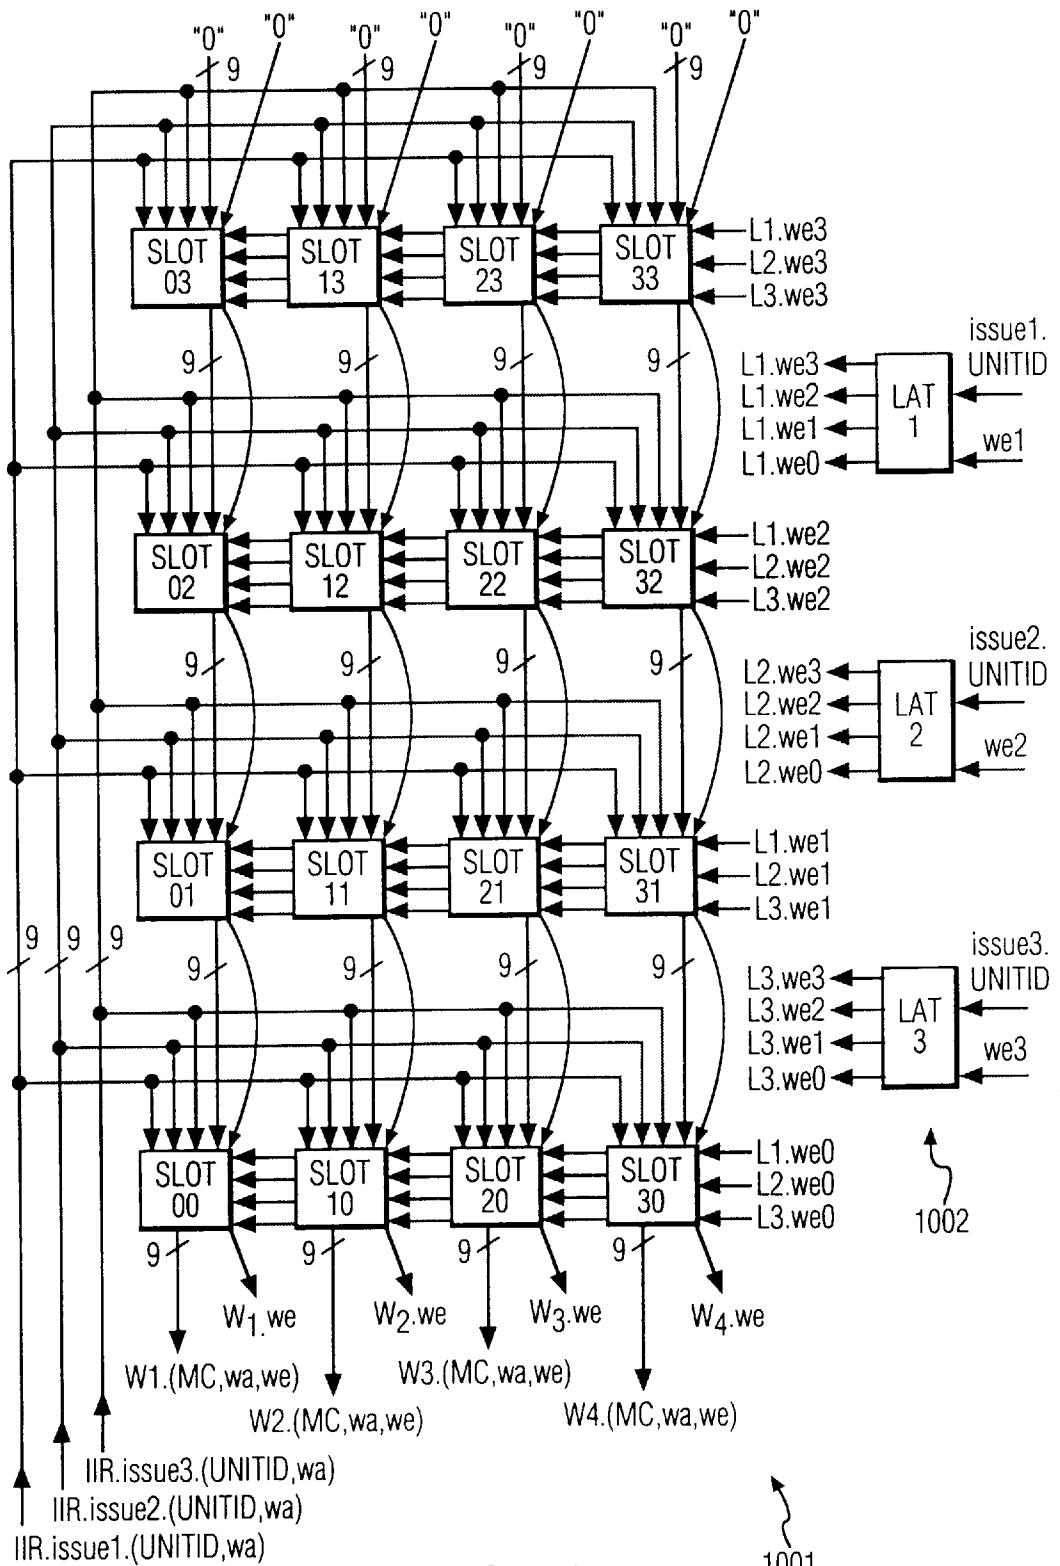 "0" "0" "0" "0" "0" "0" "0" "0"
9 9 9 9
SLOT 03
SLOT 13
SLOT 23
SLOT 33
L1.we3
L2.we3
L3.we3
9 9 9 9
L1.we3
L1.we2
L1.we1
L1.we0
LAT 1
issue1.
UNITID
we1
SLOT 02
SLOT 12
SLOT 22
SLOT 32
L1.we2
L2.we2
L3.we2
9 9 9 9
L2.we3
L2.we2
L2.we1
L2.we0
LAT 2
issue2.
UNITID
we2
SLOT 01
SLOT 11
SLOT 21
SLOT 31
L1.we1
L2.we1
L3.we1
9 9 9 9 9 9 9
L3.we3
L3.we2
L3.we1
L3.we0
LAT 3
issue3.
UNITID
we3
SLOT 00
SLOT 10
SLOT 20
SLOT 30
L1.we0
L2.we0
L3.we0
1002
9 9 9 9
W1.we
W2.we
W3.we
W4.we
W1.(MC,wa,we)
W2.(MC,wa,we)
W3.(MC,wa,we)
W4.(MC,wa,we)
IIR.issue3.(UNITID,wa)
IIR.issue2.(UNITID,wa)
IIR.issue1.(UNITID,wa)
1001